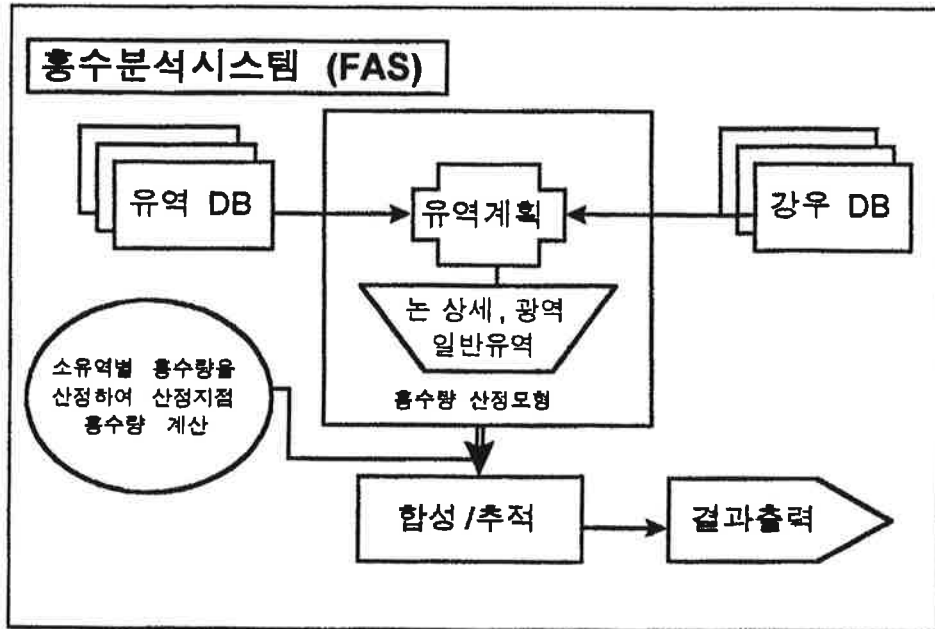 홍수분석시스템 (FAS)
유역 DB
유역계획
강우 DB
논 상세, 광역
일반유역
홍수량 산정모형
소유역별 홍수량을
산정하여 산정지점
홍수량 계산
합성/추적
결과출력